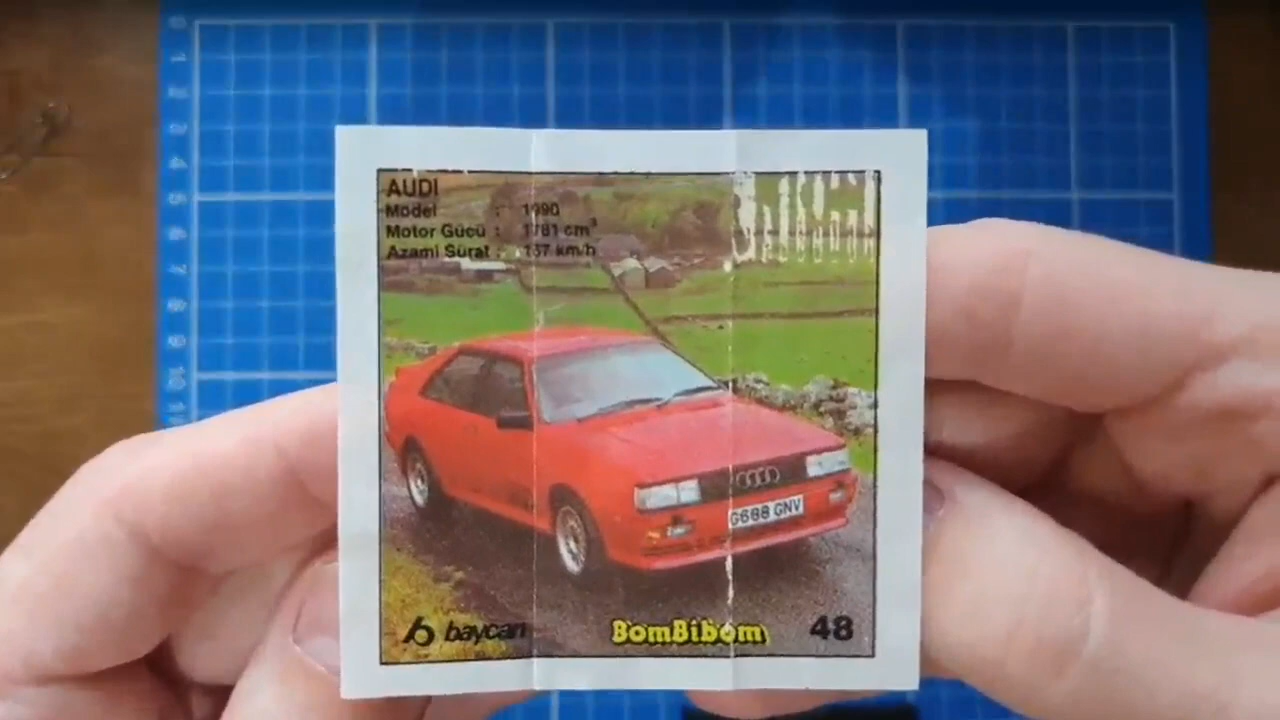 AUDI
Model : 1990
Motor Gücü : 1781 cm³
Azami Sürat : 137 km/h
G688 GNV
baycan
BomBibom
48